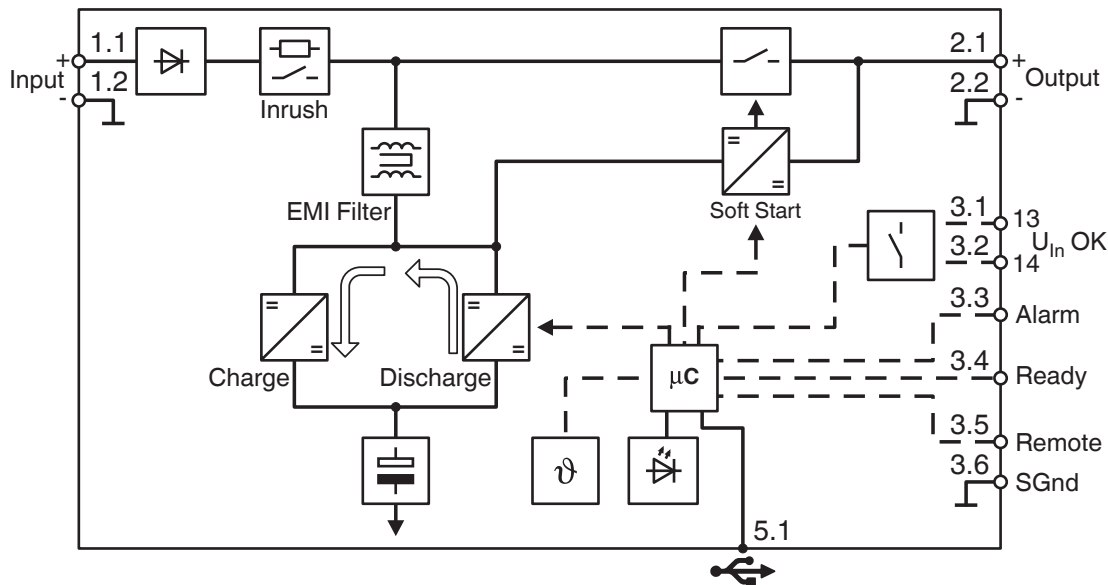 1.1
+
Input
1.2
-
Inrush
2.1
+
Output
2.2
-
EMI Filter
=
=
Soft Start
3.1
13
U_In OK
3.2
14
3.3
Alarm
=
=
Charge
=
=
Discharge
µC
3.4
Ready
3.5
Remote
3.6
SGnd
ϑ
5.1